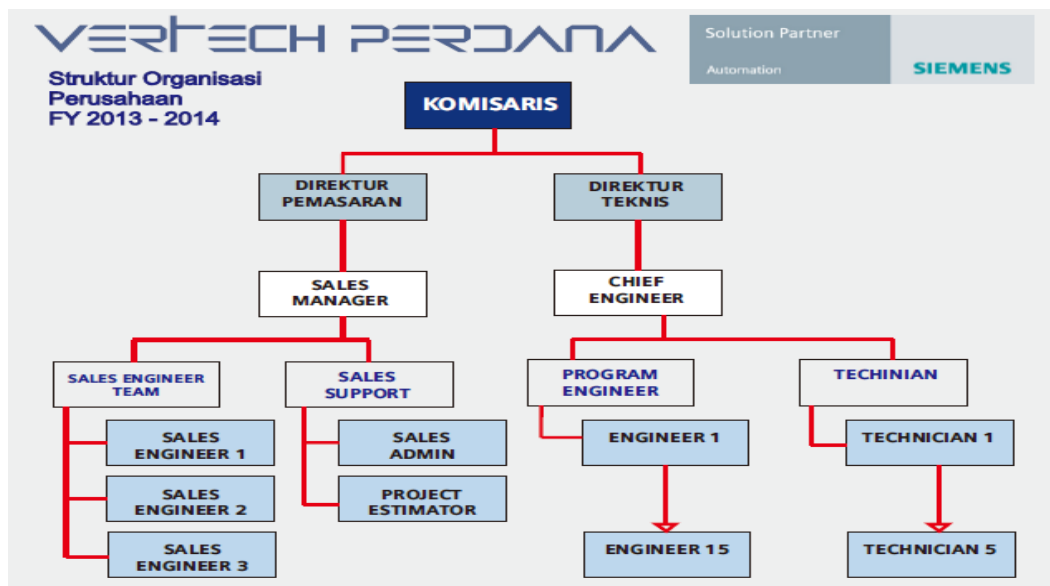 VERTECH PERDANA
Solution Partner
Automation
SIEMENS
Struktur Organisasi
Perusahaan
FY 2013 - 2014
KOMISARIS
DIREKTUR
PEMASARAN
DIREKTUR
TEKNIS
SALES
MANAGER
CHIEF
ENGINEER
SALES ENGINEER
TEAM
SALES
SUPPORT
PROGRAM
ENGINEER
TECHINIAN
SALES
ENGINEER 1
SALES
ADMIN
ENGINEER 1
TECHNICIAN 1
SALES
ENGINEER 2
PROJECT
ESTIMATOR
SALES
ENGINEER 3
ENGINEER 15
TECHNICIAN 5